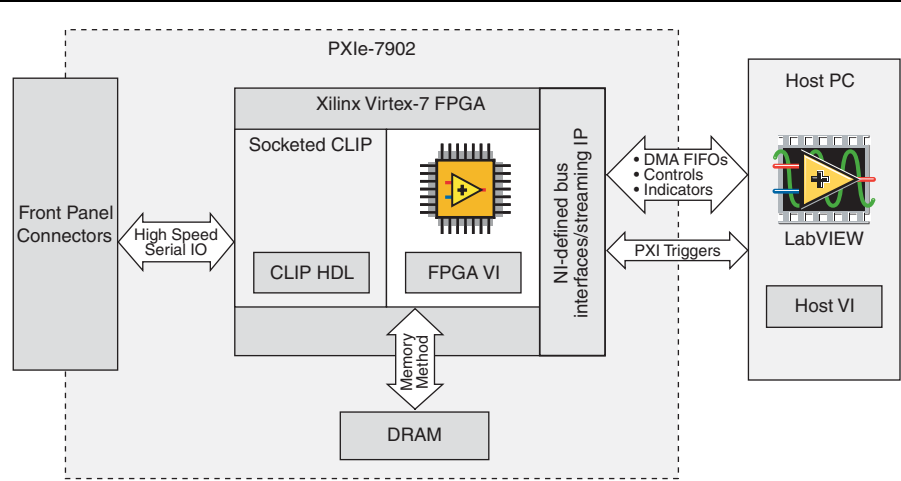 PXIe-7902
Front Panel
Connectors
High Speed
Serial IO
Xilinx Virtex-7 FPGA
Socketed CLIP
CLIP HDL
FPGA VI
NI-defined bus
interfaces/streaming IP
Memory
Method
DRAM
• DMA FIFOs
• Controls
• Indicators
PXI Triggers
Host PC
LabVIEW
Host VI